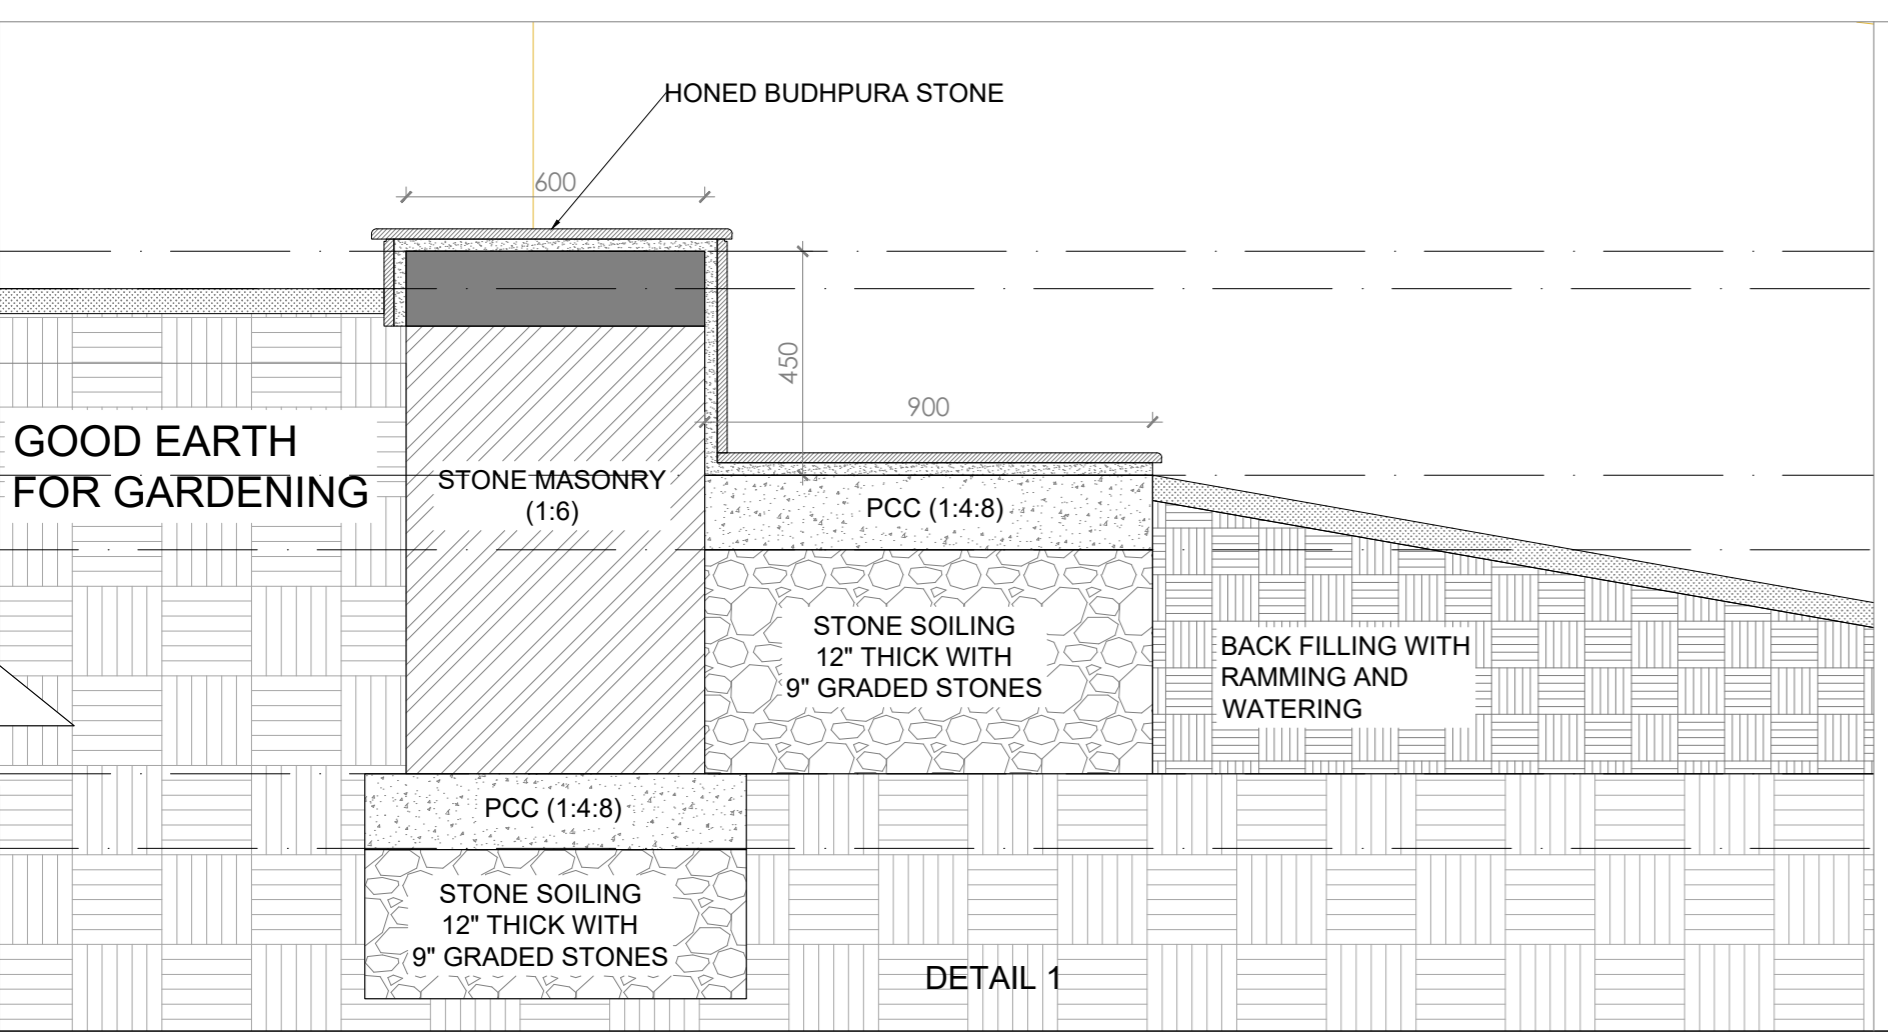 HONED BUDHPURA STONE
600
450
900
GOOD EARTH
FOR GARDENING
STONE MASONRY
(1:6)
PCC (1:4:8)
STONE SOILING
12" THICK WITH
9" GRADED STONES
BACK FILLING WITH
RAMMING AND
WATERING
PCC (1:4:8)
STONE SOILING
12" THICK WITH
9" GRADED STONES
DETAIL 1